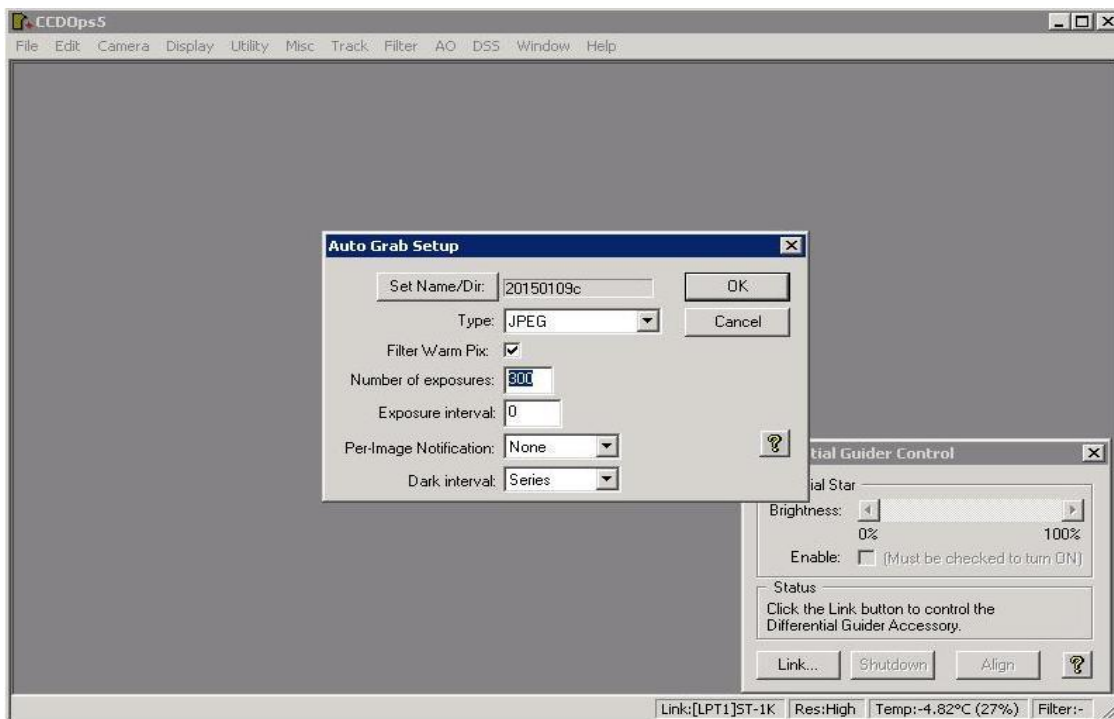 CCDOps5
File Edit Camera Display Utility Misc Track Filter AO DSS Window Help
Auto Grab Setup
Set Name/Dir: 20150109c OK
Type: JPEG Cancel
Filter Warm Pix:
Number of exposures: 300
Exposure interval: 0
Per-Image Notification: None ?
Dark interval: Series
tial Guider Control
ial Star
Brightness:
0% 100%
Enable: (Must be checked to turn ON)
Status
Click the Link button to control the
Differential Guider Accessory.
Link... Shutdown Align ?
Link:[LPT1]ST-1K Res:High Temp:-4.82°C (27%) Filter:-